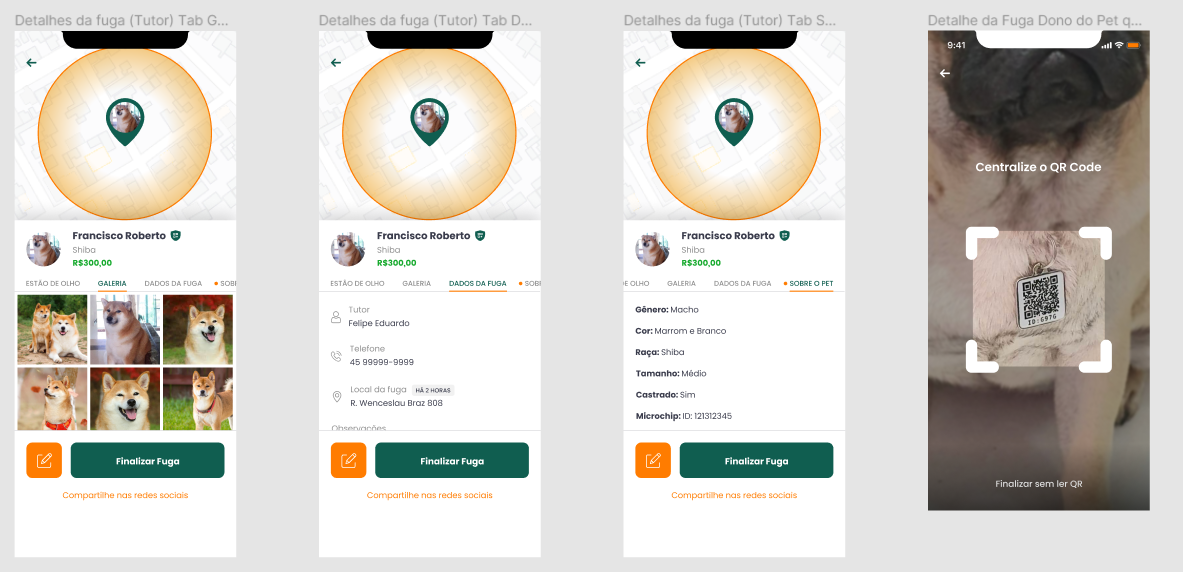 Detalhes da fuga (Tutor) Tab G...
Francisco Roberto
Shiba
R$300,00
ESTÃO DE OLHO GALERIA DADOS DA FUGA SOBR
Finalizar Fuga
Compartilhe nas redes sociais
Detalhes da fuga (Tutor) Tab D...
Francisco Roberto
Shiba
R$300,00
ESTÃO DE OLHO GALERIA DADOS DA FUGA SOBR
Tutor
Felipe Eduardo
Telefone
45 99999-9999
Local da fuga HÁ 2 HORAS
R. Wenceslau Braz 808
Observações
Finalizar Fuga
Compartilhe nas redes sociais
Detalhes da fuga (Tutor) Tab S...
Francisco Roberto
Shiba
R$300,00
DE OLHO GALERIA DADOS DA FUGA SOBRE O PET
Gênero: Macho
Cor: Marrom e Branco
Raça: Shiba
Tamanho: Médio
Castrado: Sim
Microchip: ID: 121312345
Finalizar Fuga
Compartilhe nas redes sociais
Detalhe da Fuga Dono do Pet q...
9:41
Centralize o QR Code
ID:6976
Finalizar sem ler QR